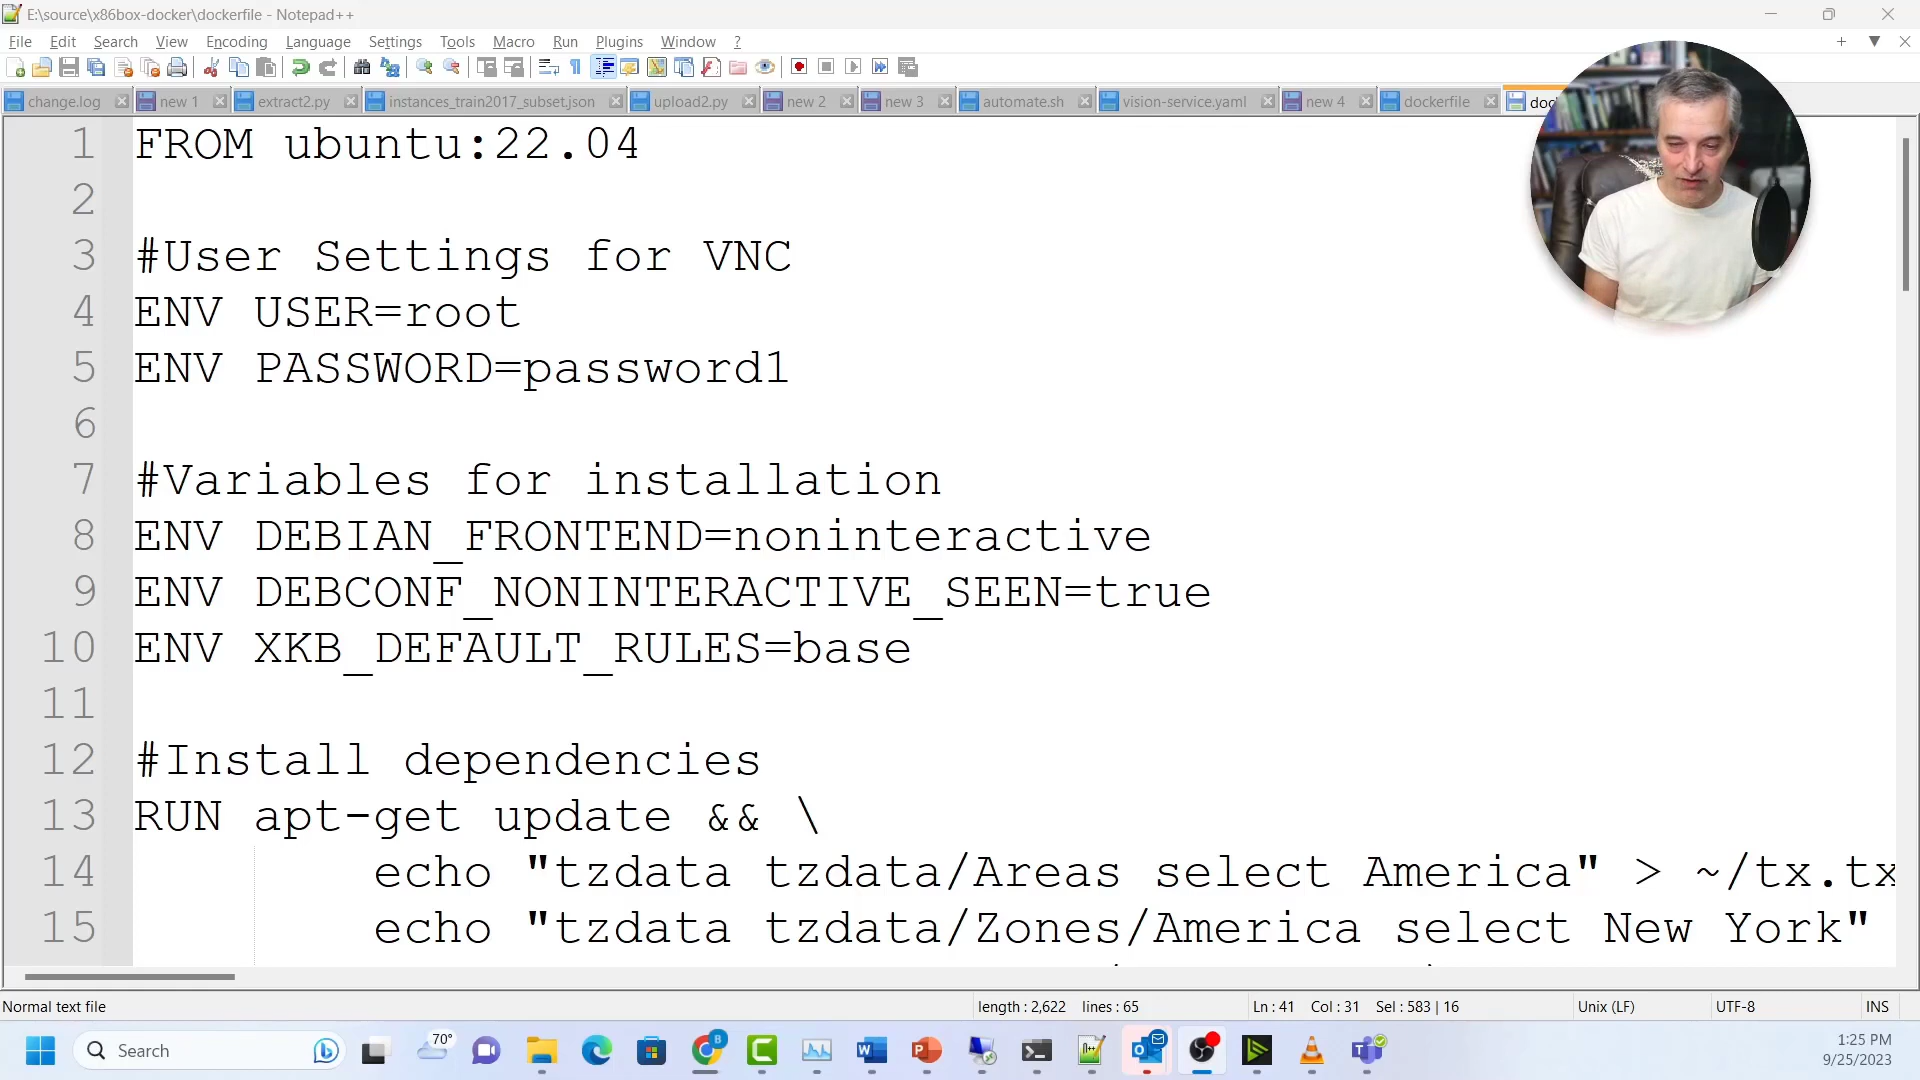 E:\source\x86box-docker\dockerfile - Notepad++
File Edit Search View Encoding Language Settings Tools Macro Run Plugins Window ?
change.log new 1 extract2.py instances_train2017_subset.json upload2.py new 2 new 3 automate.sh vision-service.yaml new 4 dockerfile doc
1 FROM ubuntu:22.04
2
3 #User Settings for VNC
4 ENV USER=root
5 ENV PASSWORD=password1
6
7 #Variables for installation
8 ENV DEBIAN_FRONTEND=noninteractive
9 ENV DEBCONF_NONINTERACTIVE_SEEN=true
10 ENV XKB_DEFAULT_RULES=base
11
12 #Install dependencies
13 RUN apt-get update && \
14 echo "tzdata tzdata/Areas select America" > ~/tx.tx
15 echo "tzdata tzdata/Zones/America select New York"
Normal text file length : 2,622 lines : 65 Ln : 41 Col : 31 Sel : 583 | 16 Unix (LF) UTF-8 INS
Search 70° 1:25 PM
9/25/2023